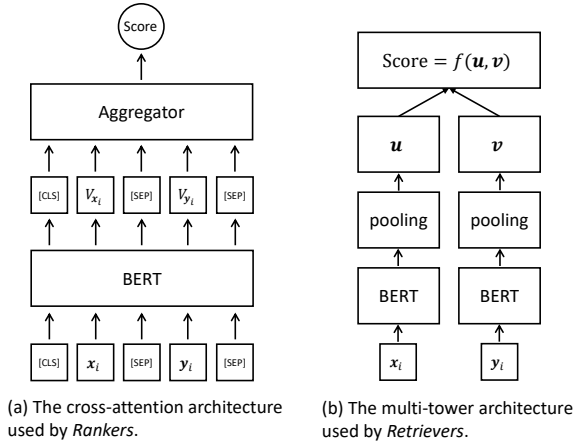 Score
Aggregator
[CLS] V_{x_i} [SEP] V_{y_i} [SEP]
BERT
[CLS] x_i [SEP] y_i [SEP]
(a) The cross-attention architecture
used by Rankers.
Score = f(u, v)
u v
pooling pooling
BERT BERT
x_i y_i
(b) The multi-tower architecture
used by Retrievers.